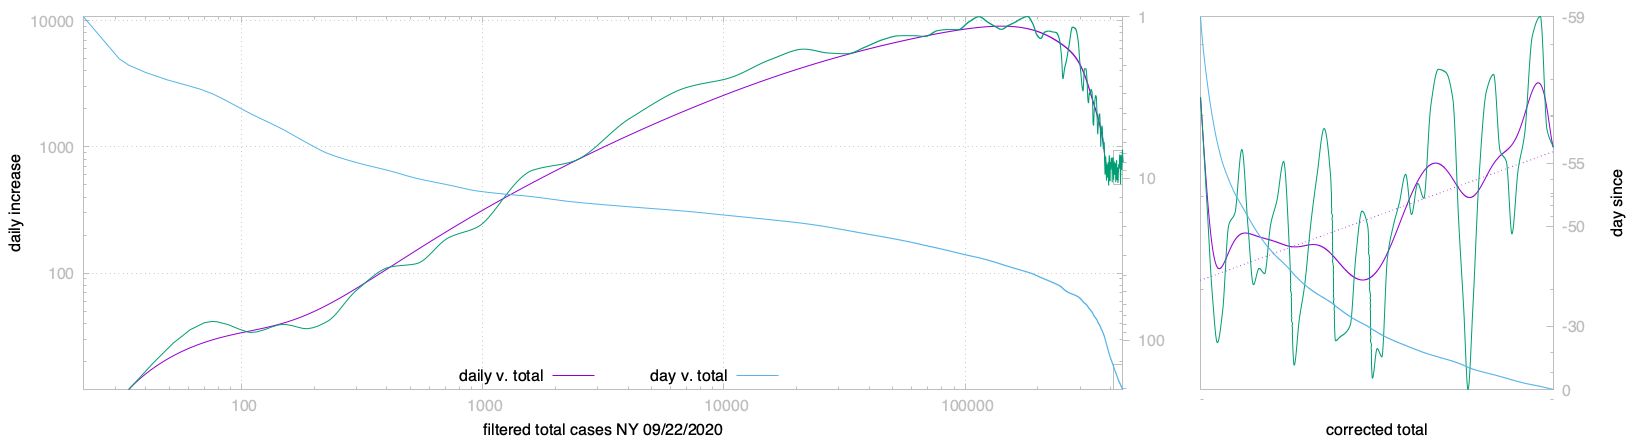 10000
1000
100
daily increase
1
10
100
daily v. total
day v. total
100
1000
10000
100000
filtered total cases NY 09/22/2020
-59
-55
-50
-30
0
day since
corrected total